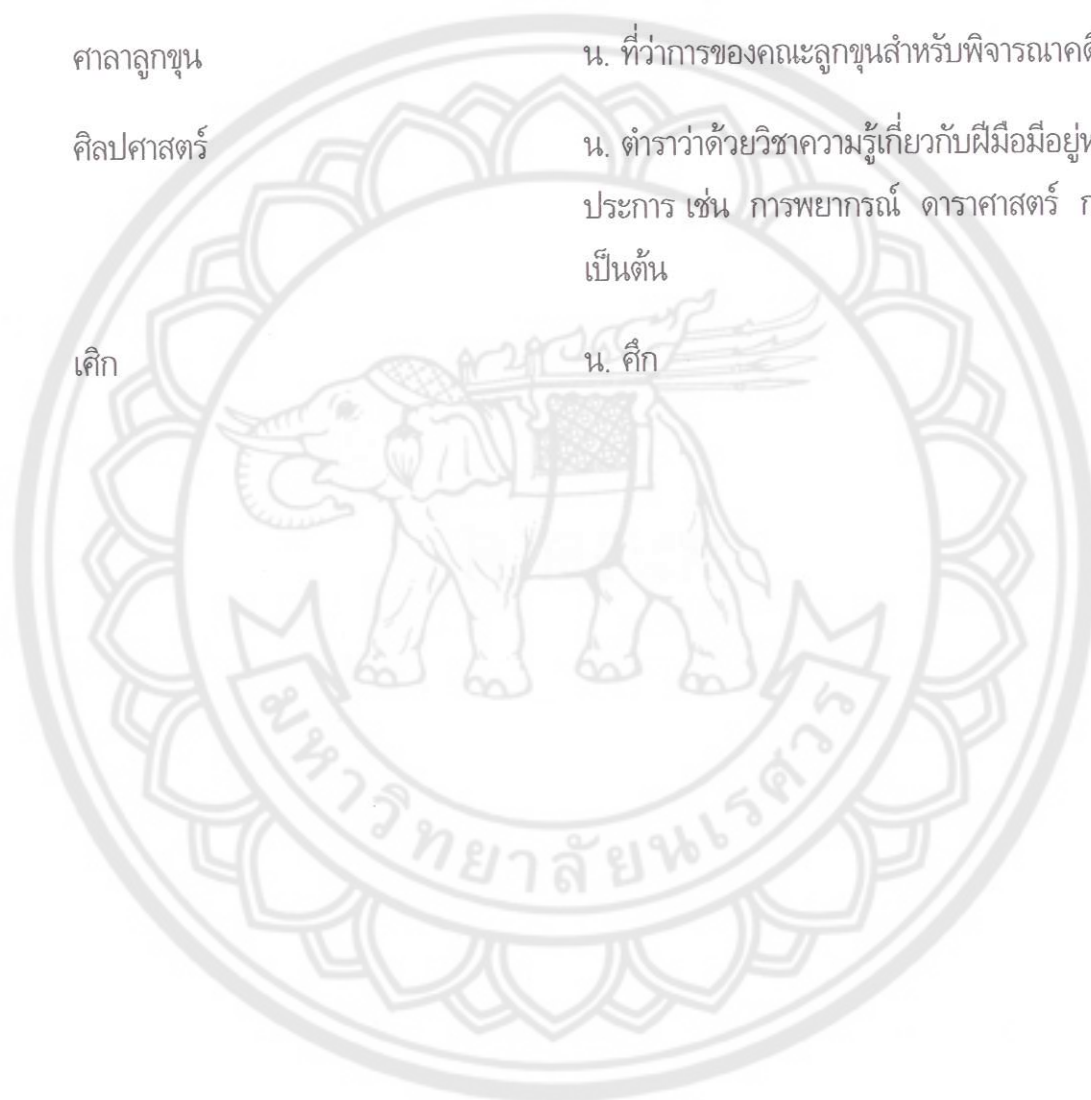 ศาลาลูกขุน น. ที่ว่าการของคณะลูกขุนสำหรับพิจารณาคดี
ศิลปศาสตร์ น. ตำราว่าด้วยวิชาความรู้เกี่ยวกับฝีมือมีอยู่
ประการ เช่น การพยากรณ์ ดาราศาสตร์
เป็นต้น
เศิก น. ศึก
มหาวิทยาลัยนเรศวร